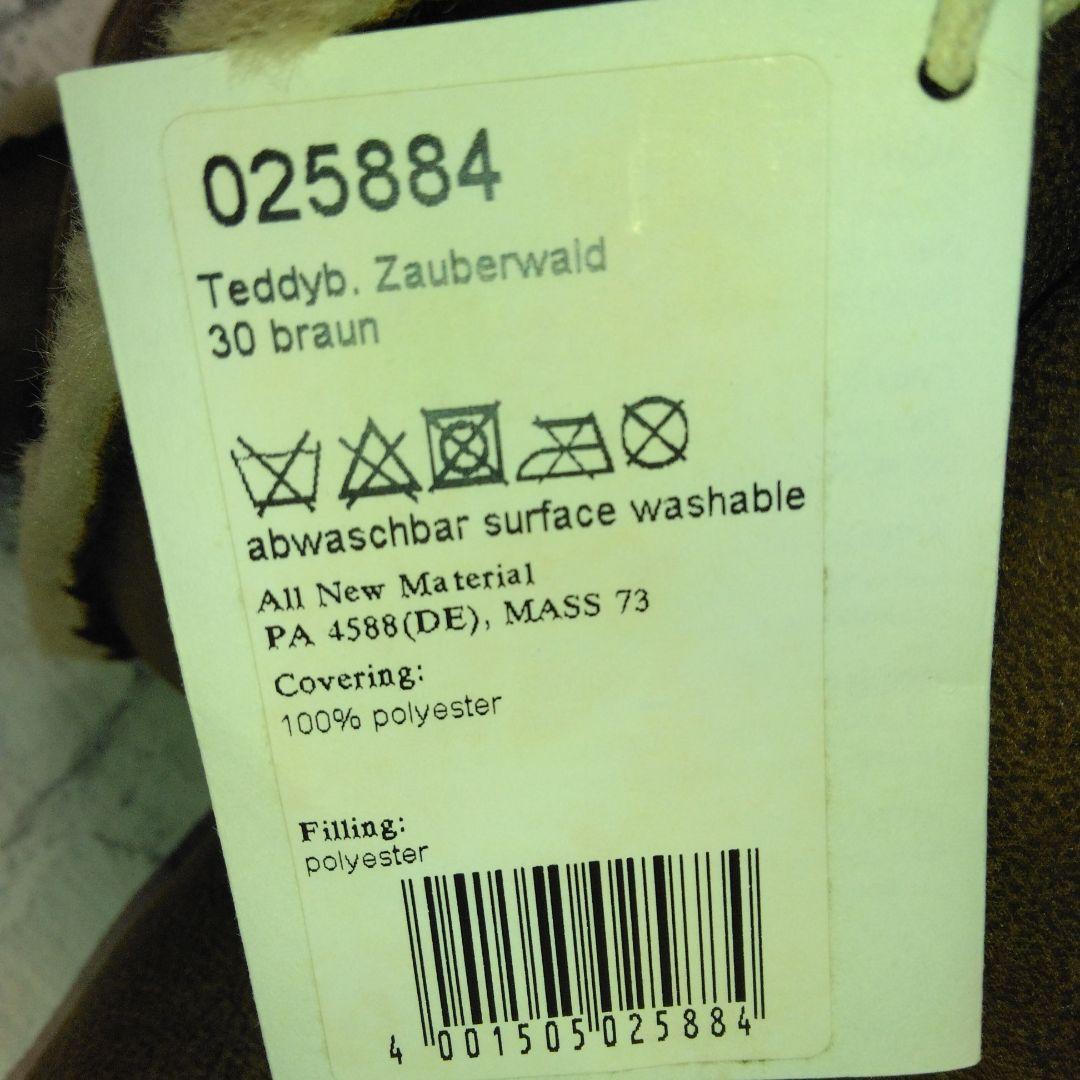 025884
Teddyb. Zauberwald
30 braun
abwaschbar surface washable
All New Material
PA 4588(DE), MASS 73
Covering:
100% polyester
Filling:
polyester
4 001505 025884